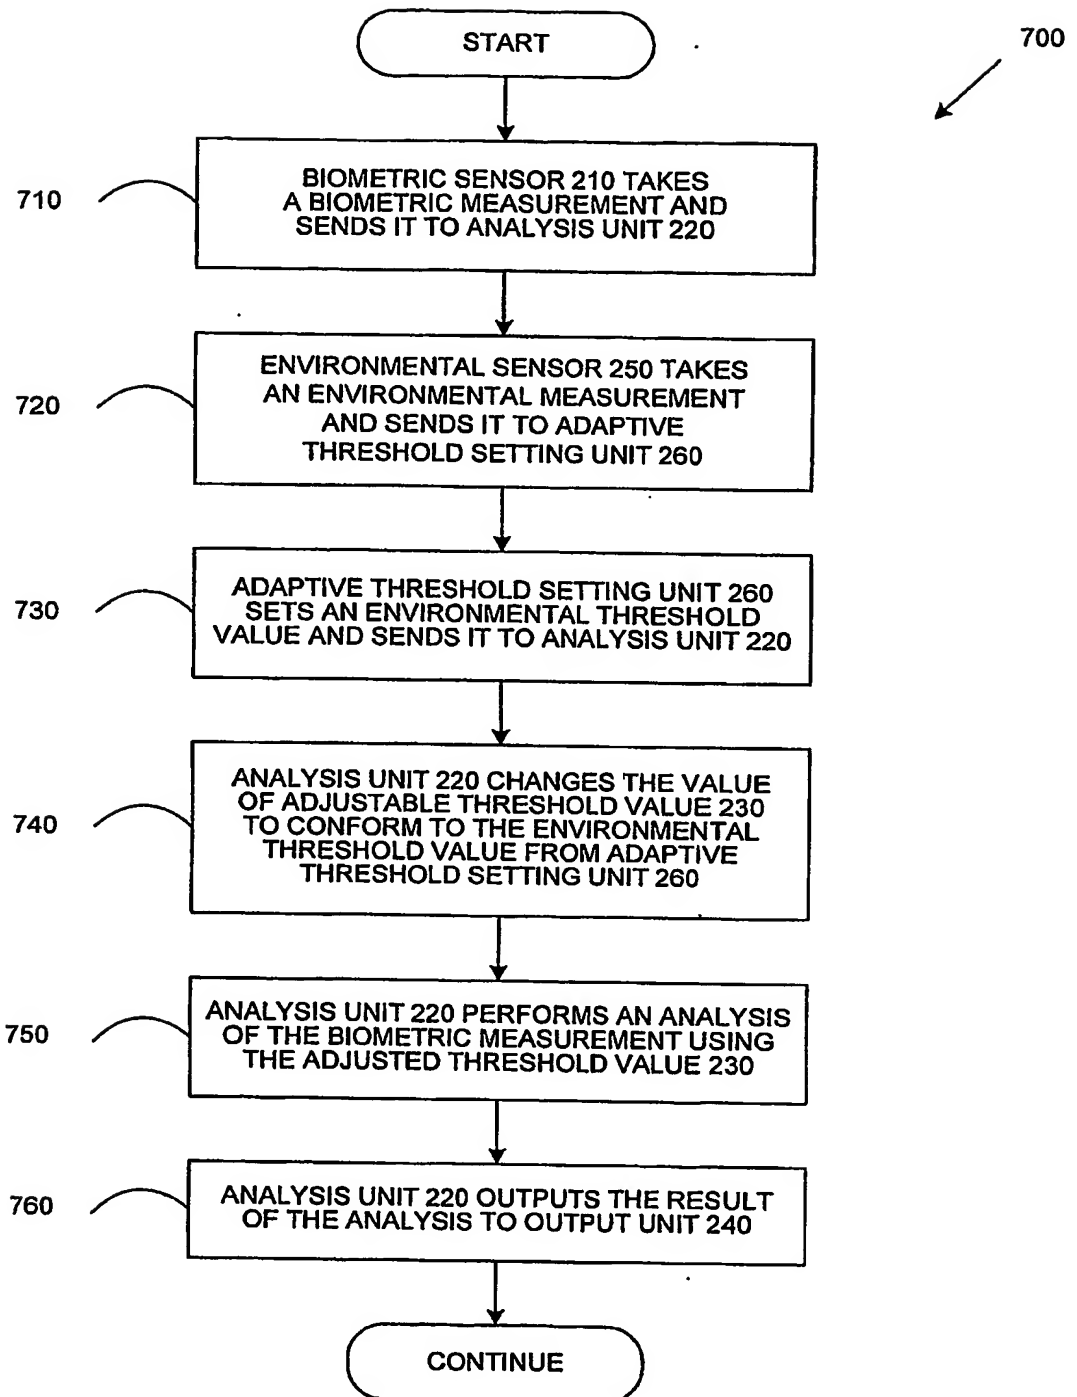 START
700
710
BIOMETRIC SENSOR 210 TAKES
A BIOMETRIC MEASUREMENT AND
SENDS IT TO ANALYSIS UNIT 220
720
ENVIRONMENTAL SENSOR 250 TAKES
AN ENVIRONMENTAL MEASUREMENT
AND SENDS IT TO ADAPTIVE
THRESHOLD SETTING UNIT 260
730
ADAPTIVE THRESHOLD SETTING UNIT 260
SETS AN ENVIRONMENTAL THRESHOLD
VALUE AND SENDS IT TO ANALYSIS UNIT 220
740
ANALYSIS UNIT 220 CHANGES THE VALUE
OF ADJUSTABLE THRESHOLD VALUE 230
TO CONFORM TO THE ENVIRONMENTAL
THRESHOLD VALUE FROM ADAPTIVE
THRESHOLD SETTING UNIT 260
750
ANALYSIS UNIT 220 PERFORMS AN ANALYSIS
OF THE BIOMETRIC MEASUREMENT USING
THE ADJUSTED THRESHOLD VALUE 230
760
ANALYSIS UNIT 220 OUTPUTS THE RESULT
OF THE ANALYSIS TO OUTPUT UNIT 240
CONTINUE